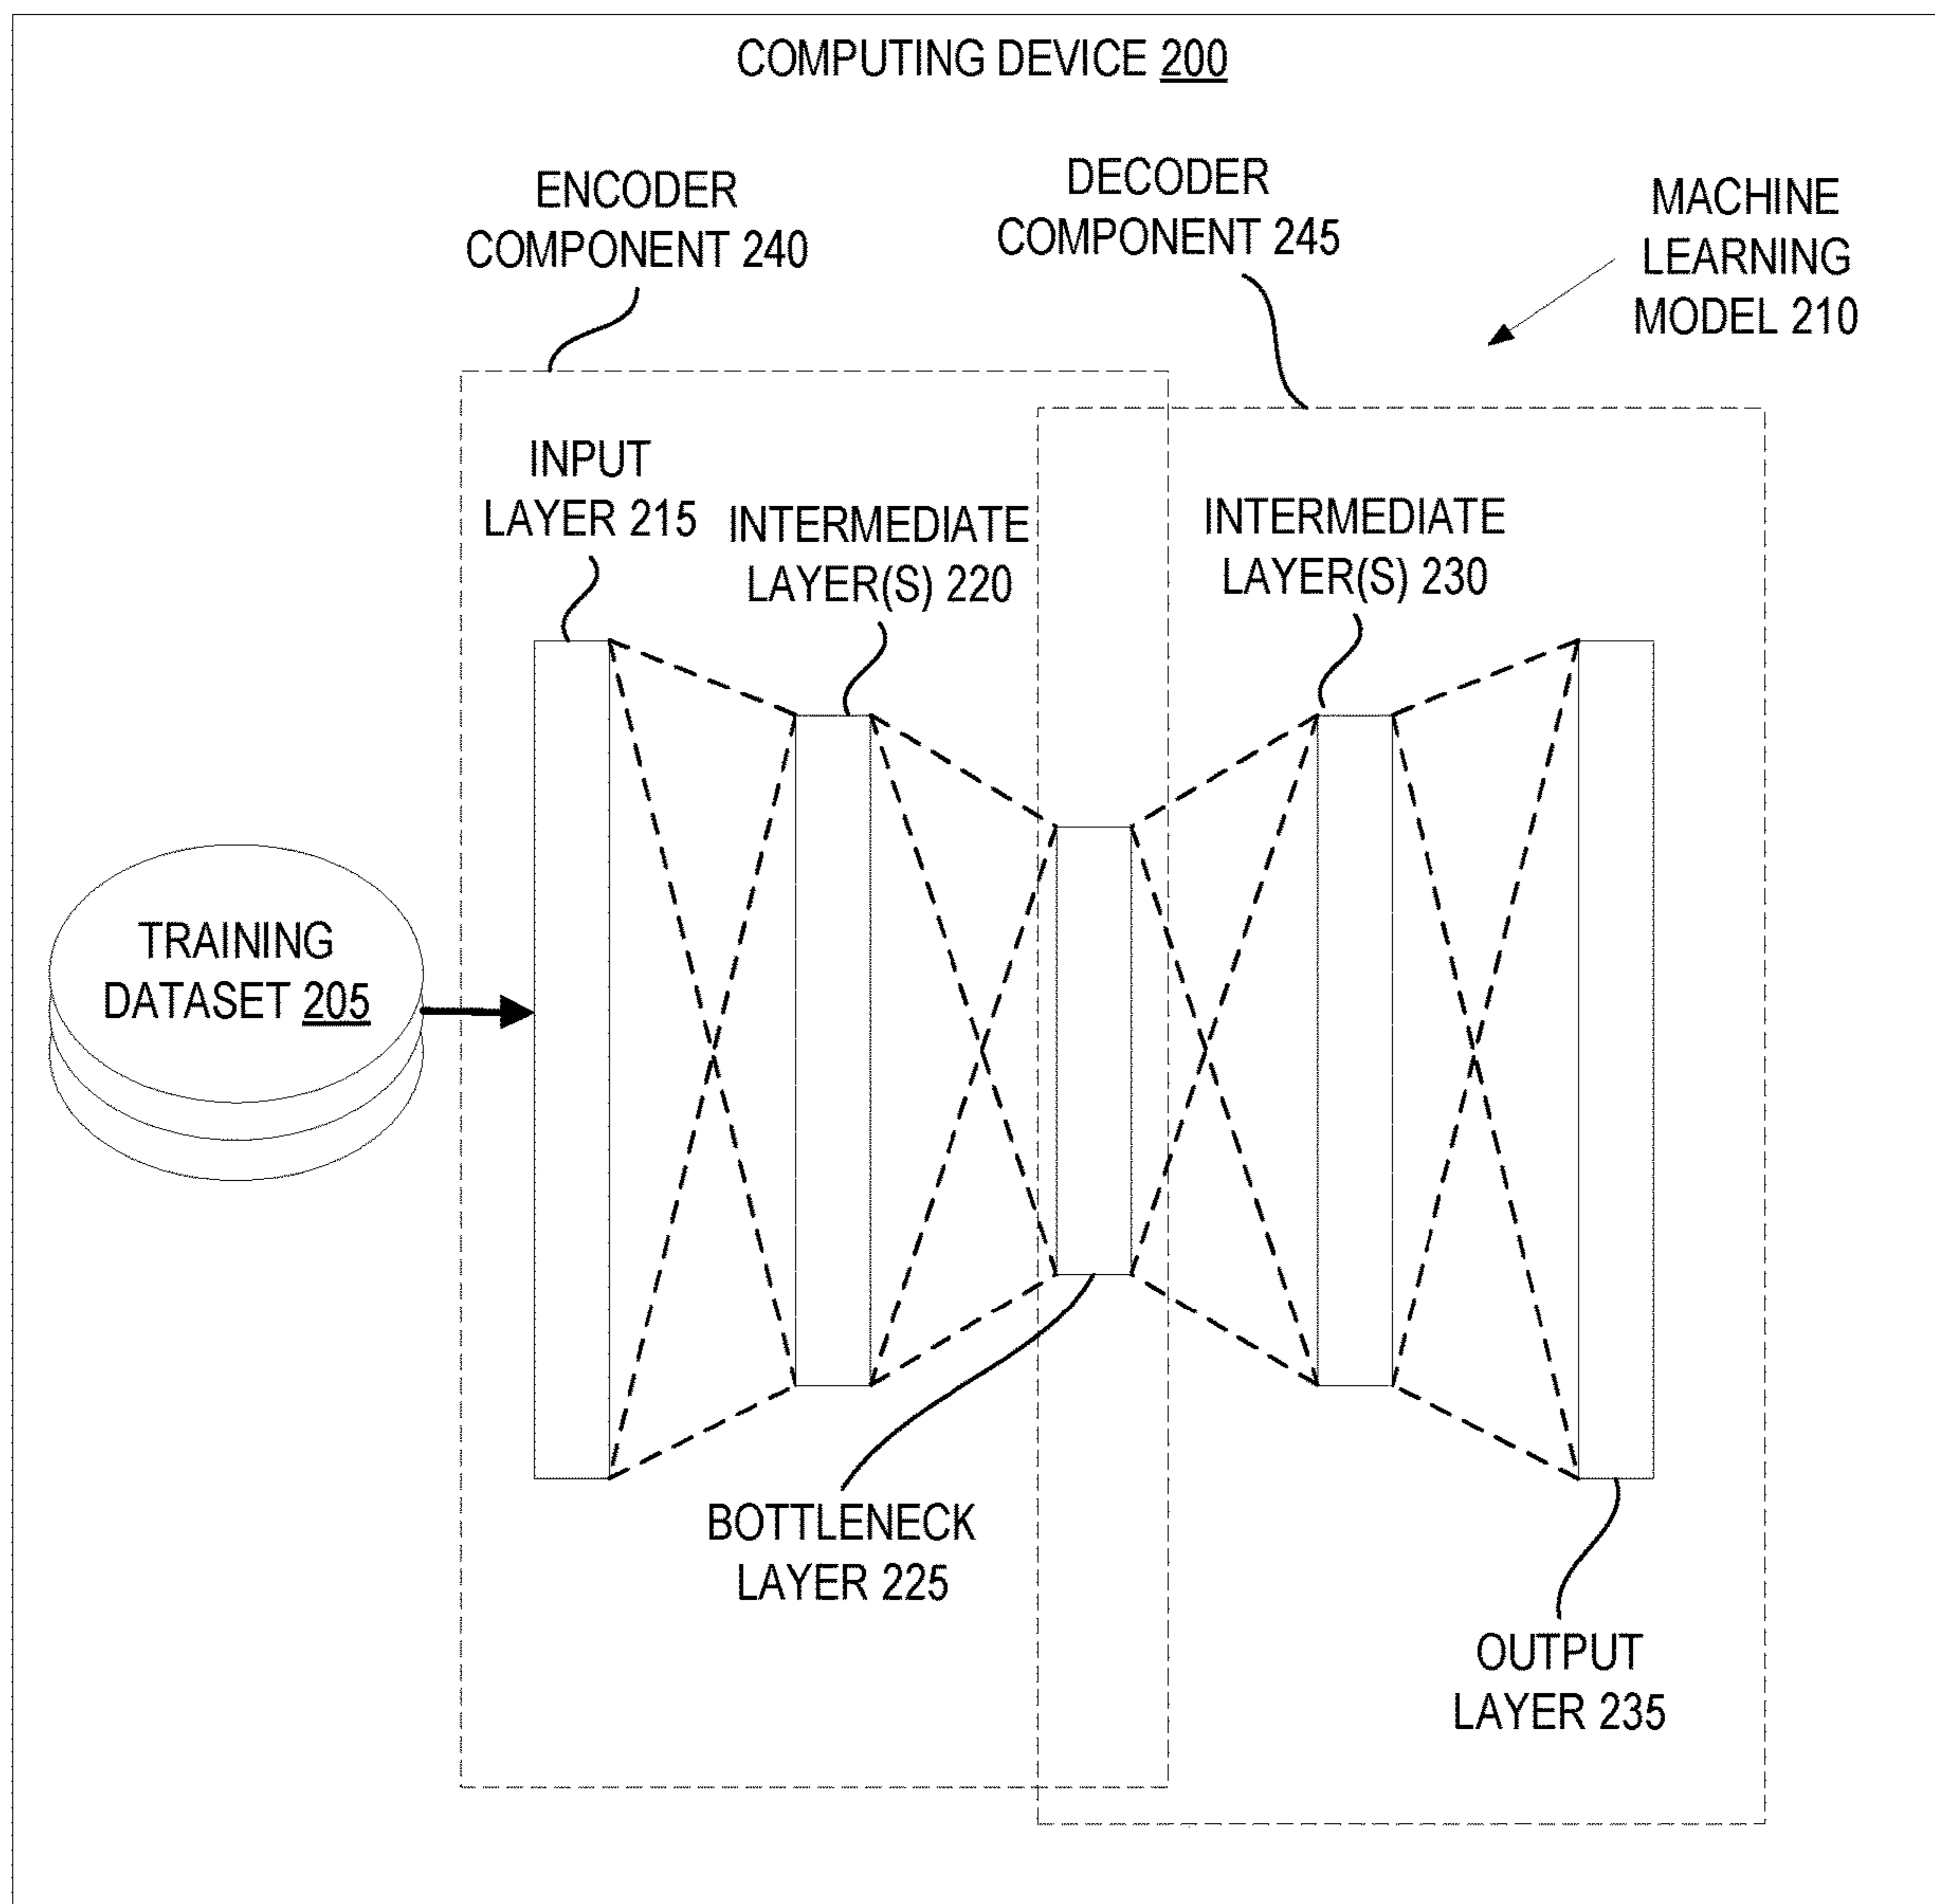 COMPUTING DEVICE 200
ENCODER
COMPONENT 240
DECODER
COMPONENT 245
MACHINE
LEARNING
MODEL 210
INPUT
LAYER 215
INTERMEDIATE
LAYER(S) 220
INTERMEDIATE
LAYER(S) 230
TRAINING
DATASET 205
BOTTLENECK
LAYER 225
OUTPUT
LAYER 235